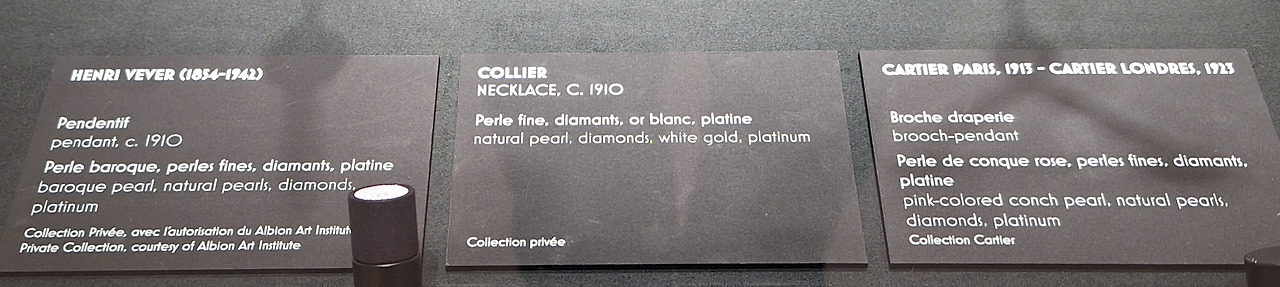 HENRI VEVER (1854-1942)
Pendentif
pendant, c. 1910
Perle baroque, perles fines, diamants, platine
baroque pearl, natural pearls, diamonds,
platinum
Collection Privée, avec l'autorisation du Albion Art Institute
Private Collection, courtesy of Albion Art Institute
COLLIER
NECKLACE, C. 1910
Perle fine, diamants, or blanc, platine
natural pearl, diamonds, white gold, platinum
Collection privée
CARTIER PARIS, 1913 - CARTIER LONDRES, 1923
Broche draperie
brooch-pendant
Perle de conque rose, perles fines, diamants,
platine
pink-colored conch pearl, natural pearls,
diamonds, platinum
Collection Cartier